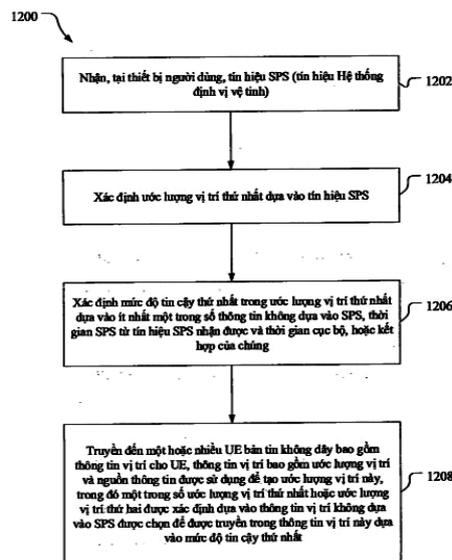 1200
Nhận, tại thiết bị người dùng, tín hiệu SPS (tín hiệu Hệ thống
định vị vệ tinh)
1202
Xác định ước lượng vị trí thứ nhất dựa vào tín hiệu SPS
1204
Xác định mức độ tin cậy thứ nhất trong ước lượng vị trí thứ nhất
dựa vào ít nhất một trong số thông tin không dựa vào SPS, thời
gian SPS từ tín hiệu SPS nhận được và thời gian cục bộ, hoặc kết
hợp của chúng
1206
Truyền đến một hoặc nhiều UE bản tin không dây bao gồm
thông tin vị trí cho UE, thông tin vị trí bao gồm ước lượng vị trí
và nguồn thông tin được sử dụng để tạo ước lượng vị trí này,
trong đó một trong số ước lượng vị trí thứ nhất hoặc ước lượng
vị trí thứ hai được xác định dựa vào thông tin vị trí không dựa
vào SPS được chọn để được truyền trong thông tin vị trí này dựa
vào mức độ tin cậy thứ nhất
1208